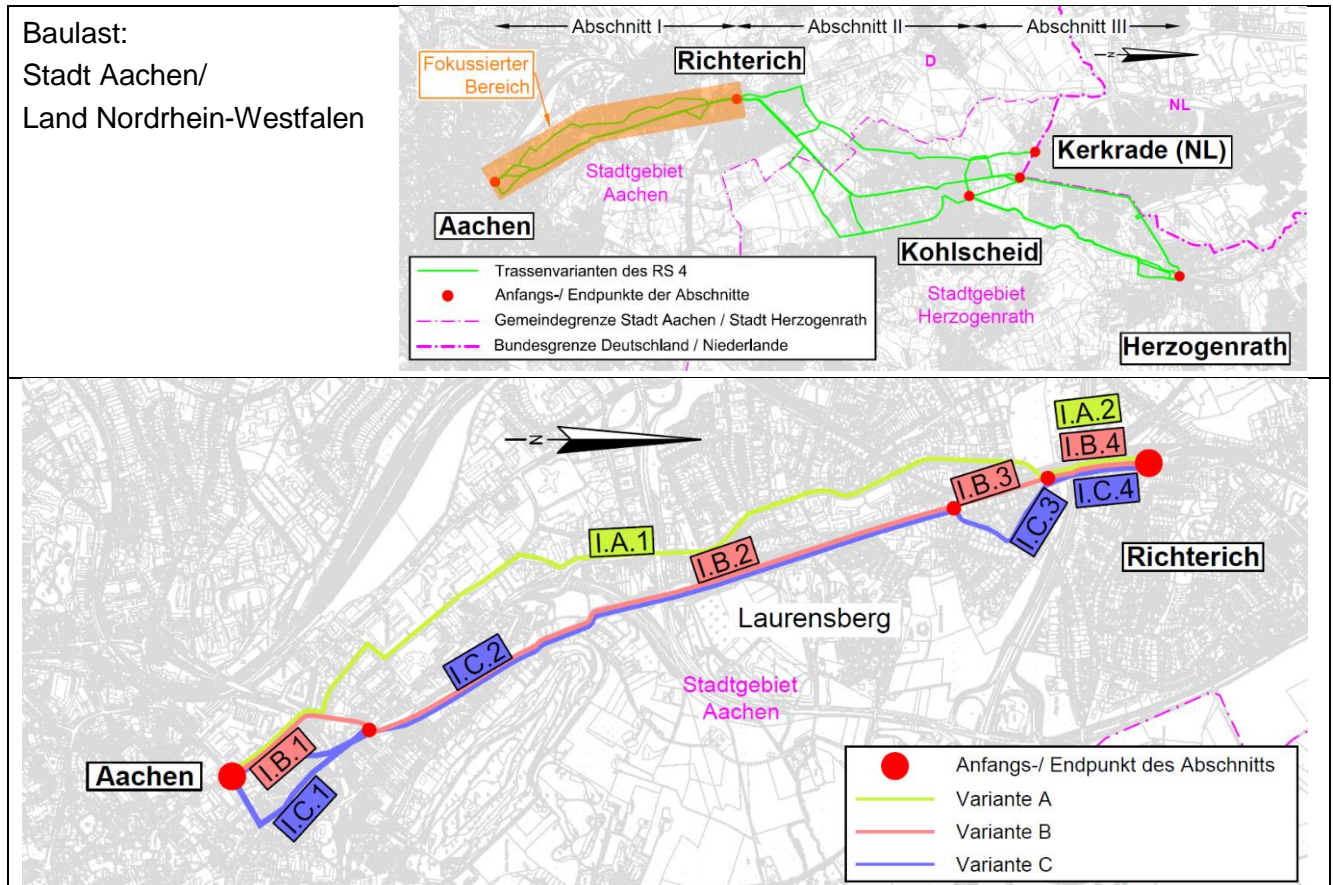 Baulast:
Stadt Aachen/
Land Nordrhein-Westfalen
Abschnitt I
Abschnitt II
Abschnitt III
Fokussierter
Bereich
Richterich
D
N
NL
Kerkrade (NL)
Stadtgebiet
Aachen
Aachen
Kohlscheid
Stadtgebiet
Herzogenrath
Herzogenrath
Trassenvarianten des RS 4
Anfangs-/ Endpunkte der Abschnitte
Gemeindegrenze Stadt Aachen / Stadt Herzogenrath
Bundesgrenze Deutschland / Niederlande
N
I.A.2
I.B.4
I.B.3
I.C.4
I.C.3
I.A.1
I.B.2
Richterich
Laurensberg
I.C.2
Stadtgebiet
Aachen
I.B.1
Aachen
I.C.1
Anfangs-/ Endpunkt des Abschnitts
Variante A
Variante B
Variante C